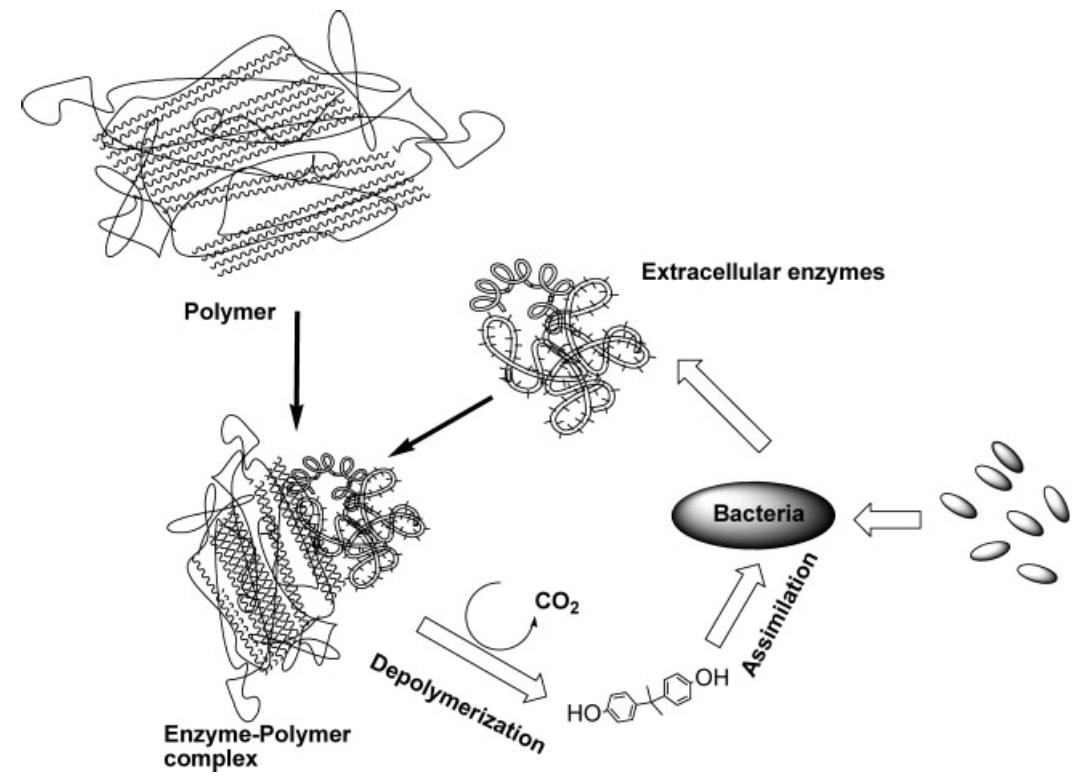 Extracellular enzymes
Polymer
Bacteria
CO₂
Assimilation
Depolymerization
OH
HO
Enzyme-Polymer
complex